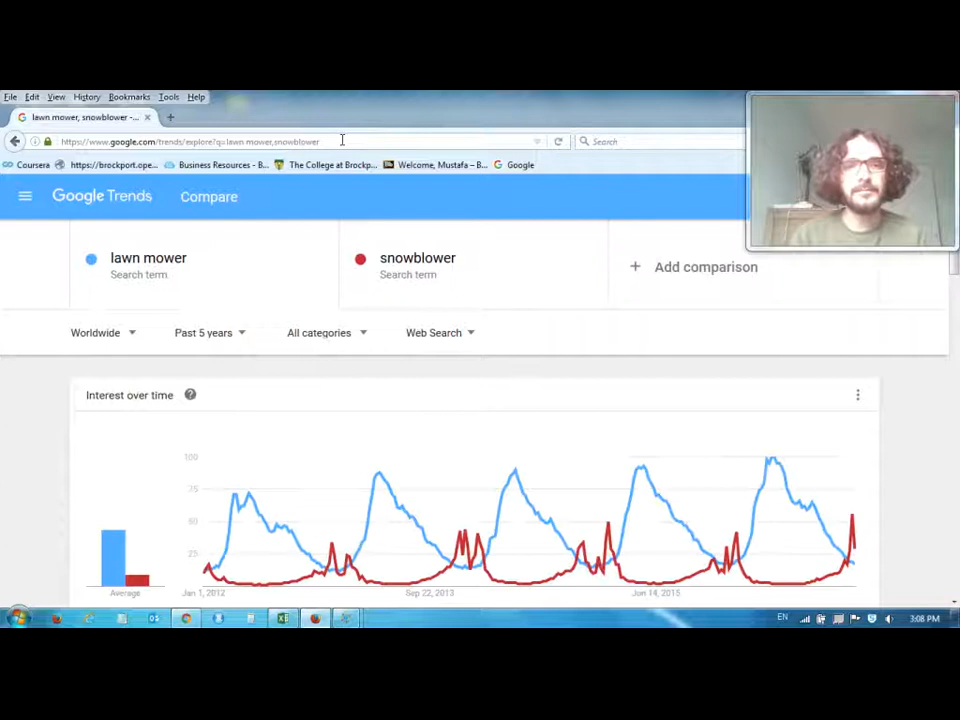 File Edit View History Bookmarks Tools Help
lawn mower, snowblower -...
https://www.google.com/trends/explore?q=lawn mower,snowblower
Search
Coursera https://brockport.ope... Business Resources - B... The College at Brockp... Welcome, Mustafa – B... Google
Google Trends Compare
lawn mower
Search term
snowblower
Search term
+ Add comparison
Worldwide Past 5 years All categories Web Search
Interest over time
100
75
50
25
Average
Jan 1, 2012 Sep 22, 2013 Jun 14, 2015
EN 3:08 PM